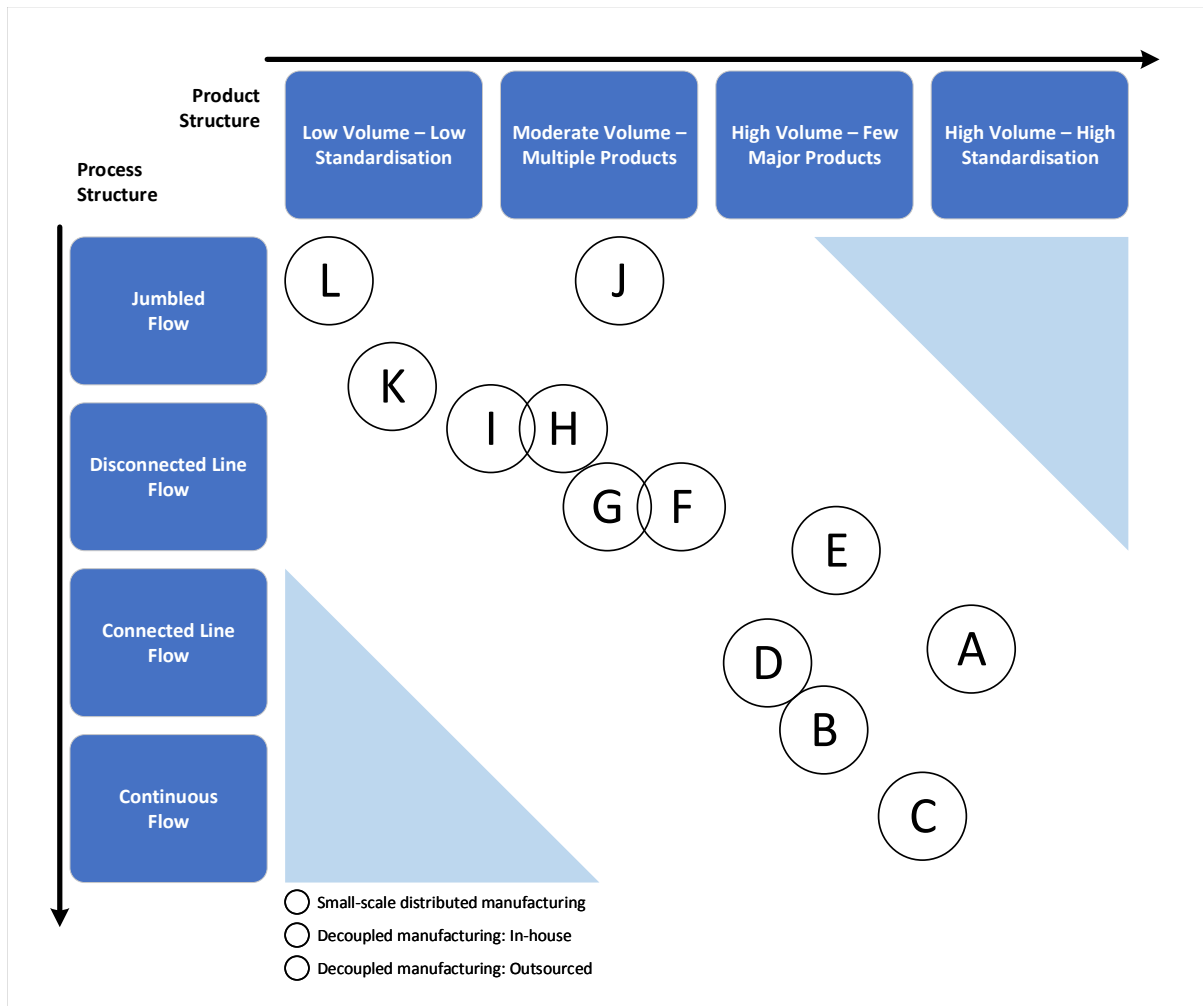 Product
Structure
Process
Structure
Low Volume – Low
Standardisation
Moderate Volume –
Multiple Products
High Volume – Few
Major Products
High Volume – High
Standardisation
Jumbled
Flow
Disconnected Line
Flow
Connected Line
Flow
Continuous
Flow
L
J
K
I
H
G
F
E
A
D
B
C
Small-scale distributed manufacturing
Decoupled manufacturing: In-house
Decoupled manufacturing: Outsourced